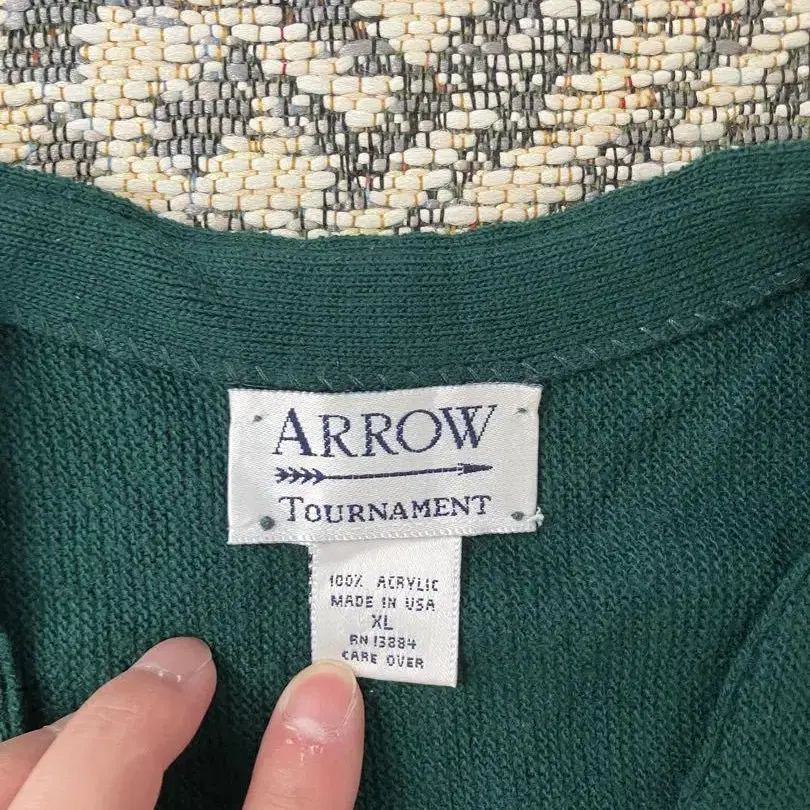 ARROW
TOURNAMENT
100% ACRYLIC
MADE IN USA
XL
RN 13884
CARE OVER